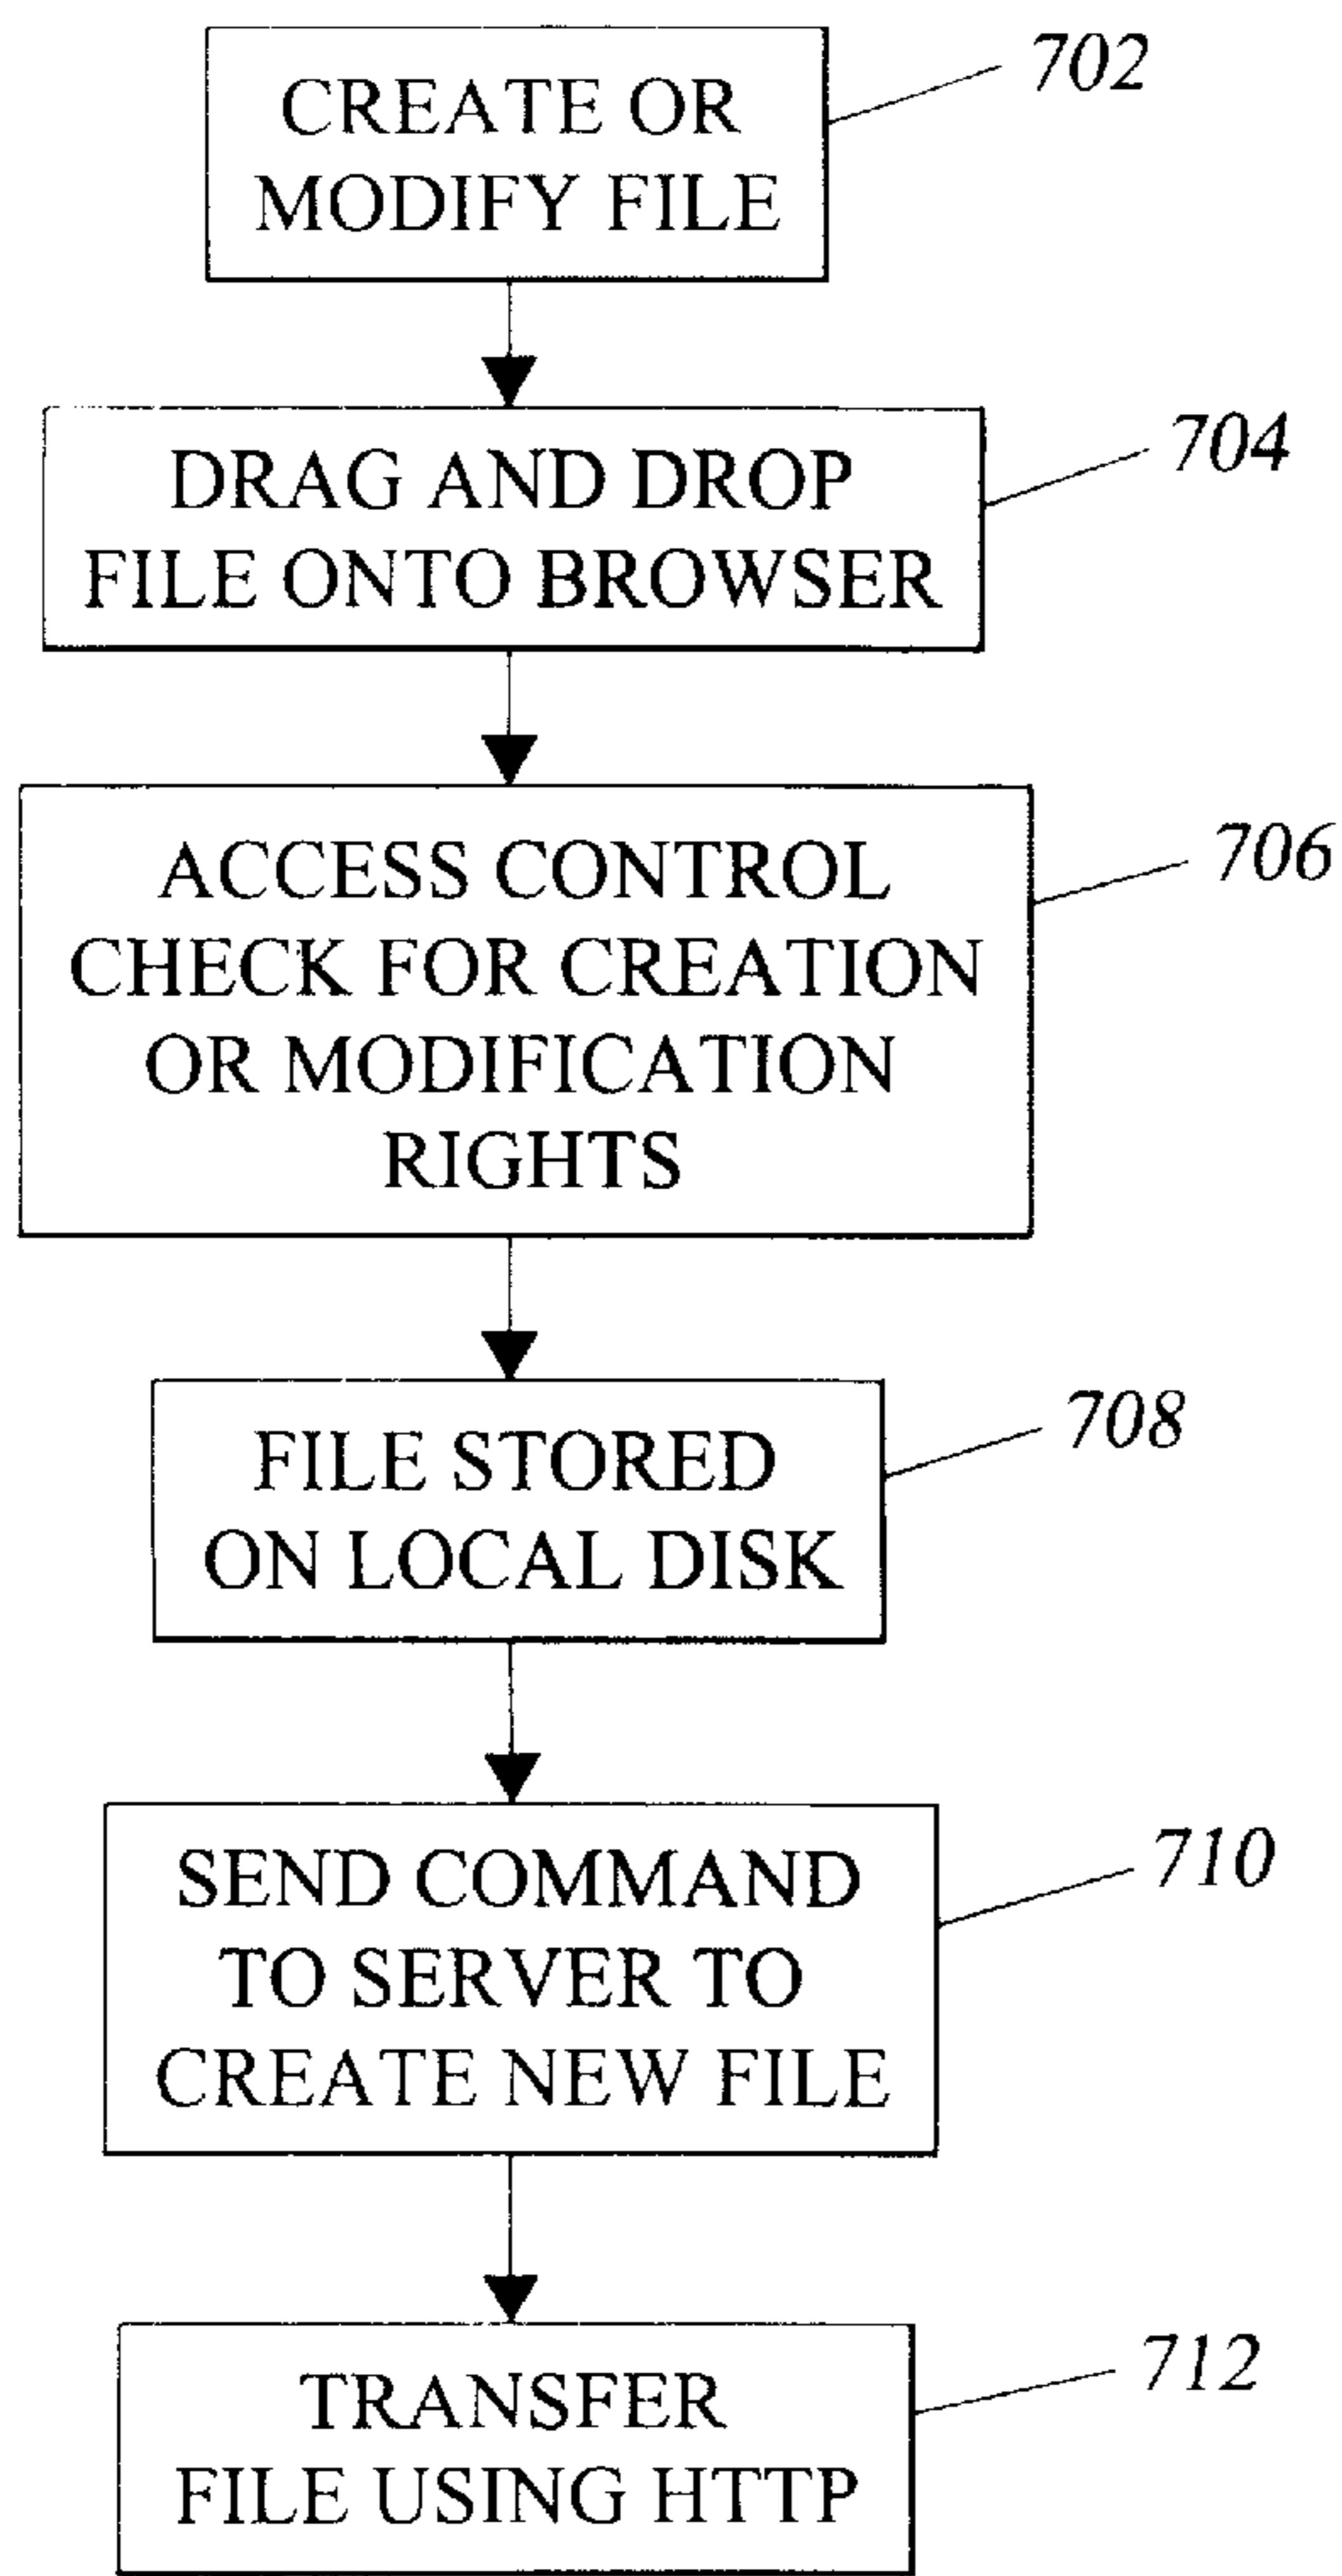 CREATE OR
MODIFY FILE
702
DRAG AND DROP
FILE ONTO BROWSER
704
ACCESS CONTROL
CHECK FOR CREATION
OR MODIFICATION
RIGHTS
706
FILE STORED
ON LOCAL DISK
708
SEND COMMAND
TO SERVER TO
CREATE NEW FILE
710
TRANSFER
FILE USING HTTP
712